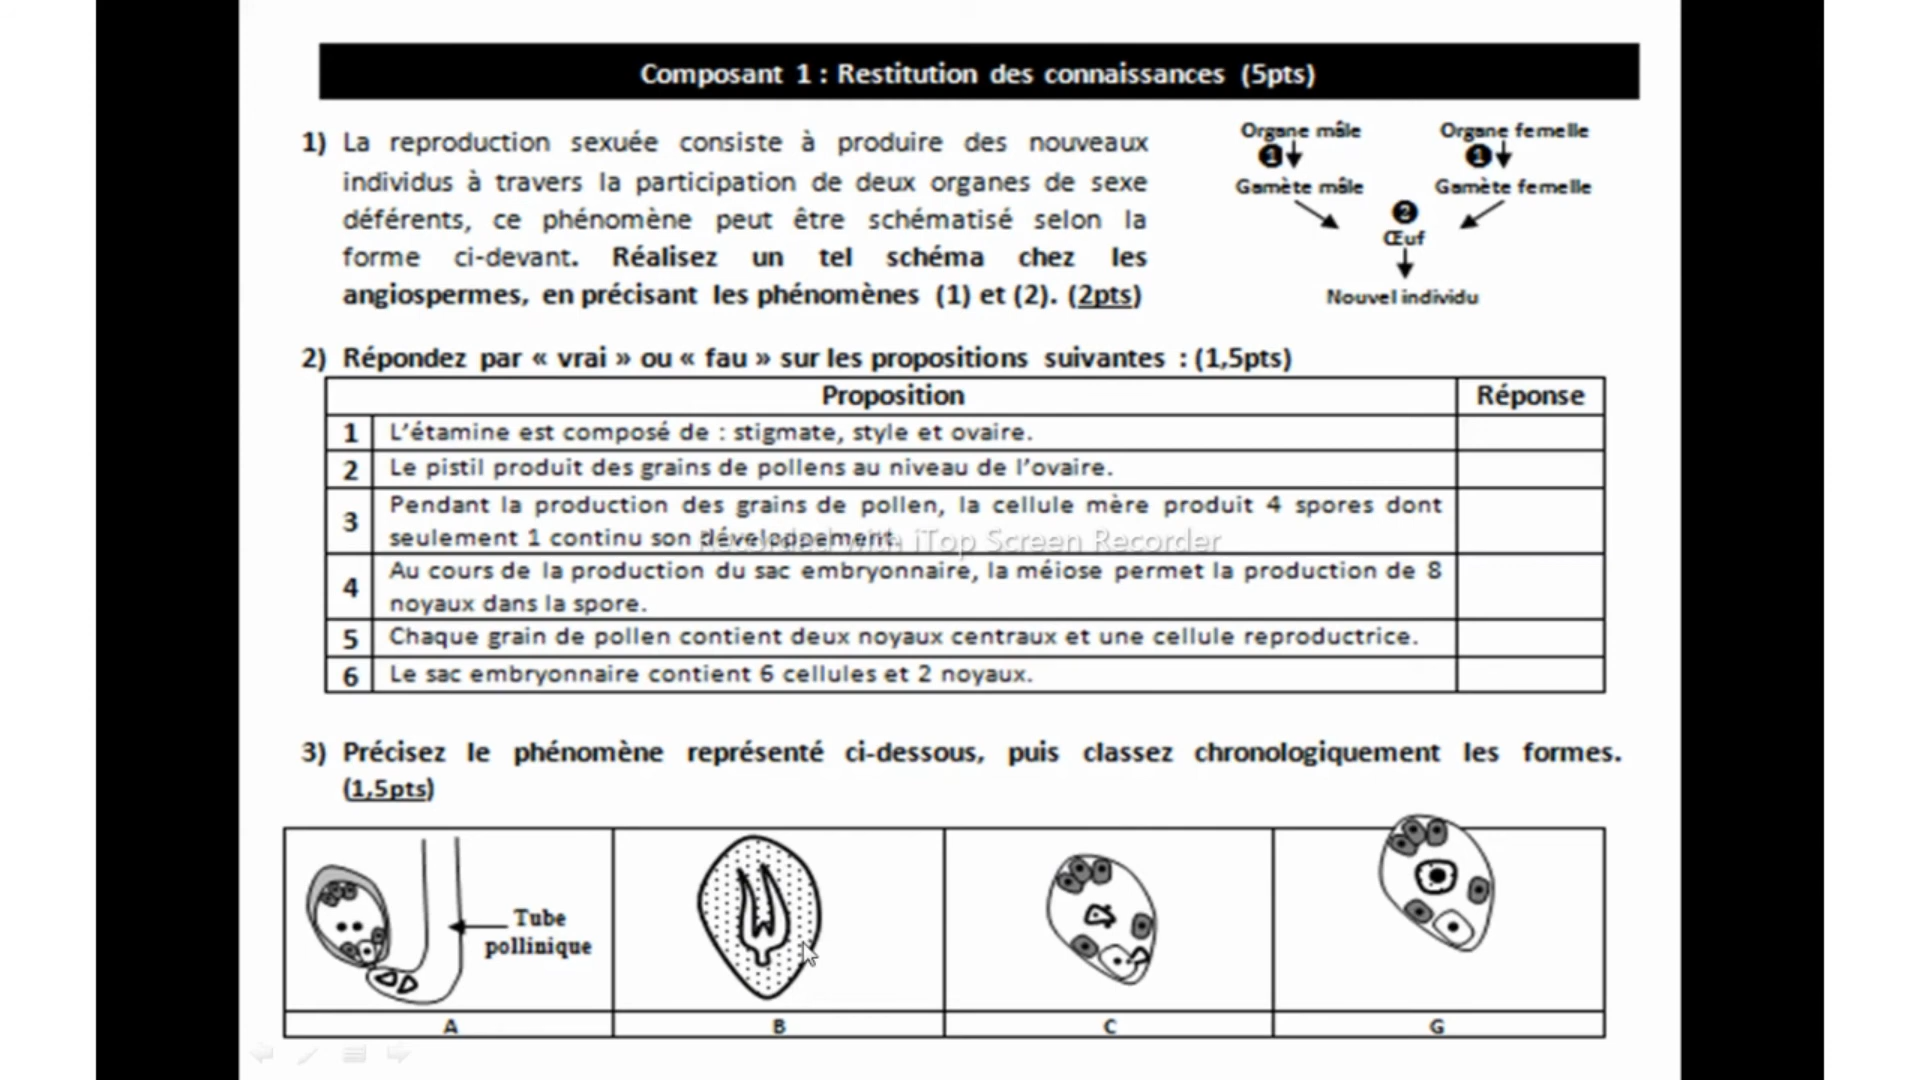 Composant 1 : Restitution des connaissances (5pts)
1) La reproduction sexuée consiste à produire des nouveaux
individus à travers la participation de deux organes de sexe
déférents, ce phénomène peut être schématisé selon la
forme ci-devant. Réalisez un tel schéma chez les
angiospermes, en précisant les phénomènes (1) et (2). (2pts)
Organe mâle Organe femelle
1 1
Gamète mâle Gamète femelle
2
Œuf
Nouvel individu
2) Répondez par « vrai » ou « fau » sur les propositions suivantes : (1,5pts)
Proposition Réponse
1 L'étamine est composé de : stigmate, style et ovaire.
2 Le pistil produit des grains de pollens au niveau de l'ovaire.
3 Pendant la production des grains de pollen, la cellule mère produit 4 spores dont
seulement 1 continu son développement.
Recorded with iTop Screen Recorder
4 Au cours de la production du sac embryonnaire, la méiose permet la production de 8
noyaux dans la spore.
5 Chaque grain de pollen contient deux noyaux centraux et une cellule reproductrice.
6 Le sac embryonnaire contient 6 cellules et 2 noyaux.
3) Précisez le phénomène représenté ci-dessous, puis classez chronologiquement les formes.
(1,5pts)
Tube
pollinique
A B C G